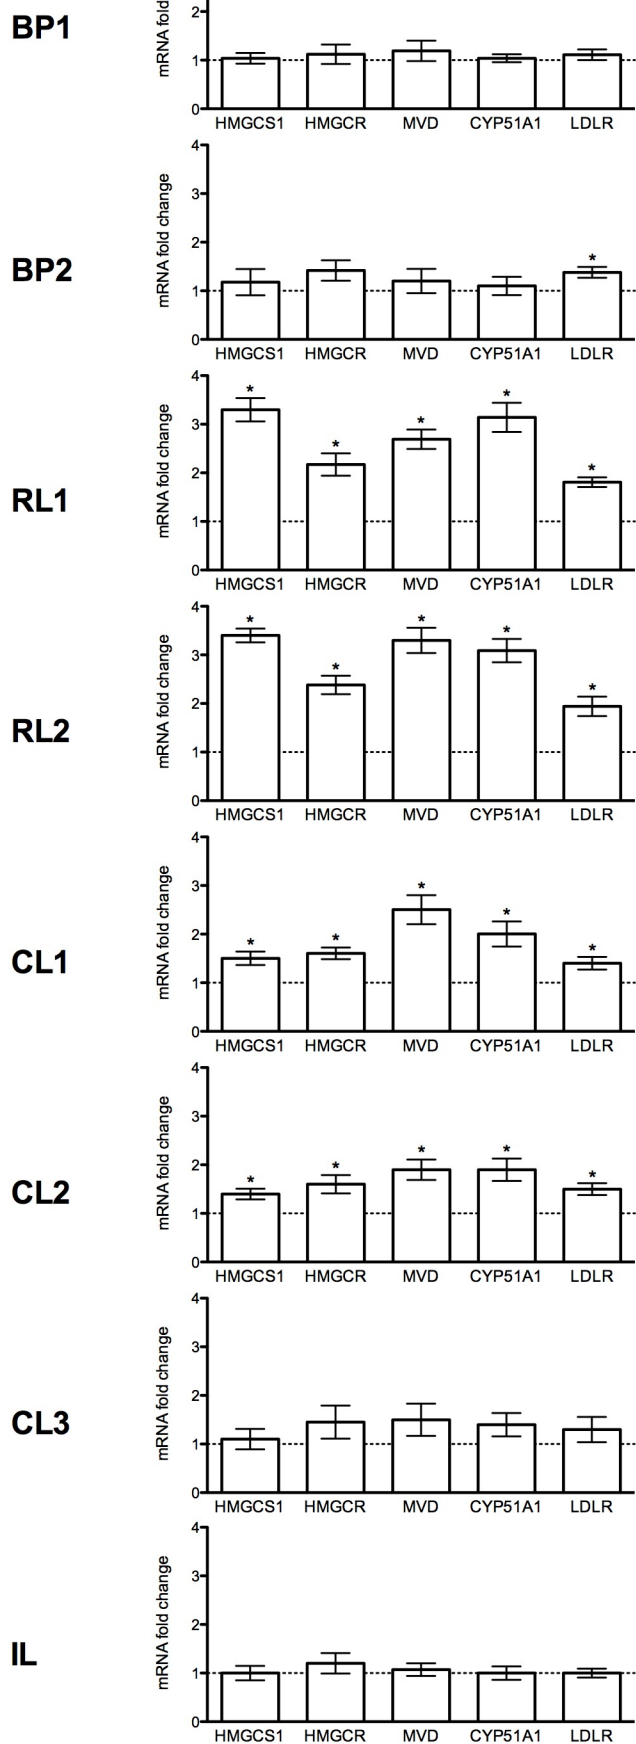 BP1
mRNA fold
2
1
0
HMGCS1 HMGCR MVD CYP51A1 LDLR
BP2
mRNA fold change
4
3
2
1
0
*
HMGCS1 HMGCR MVD CYP51A1 LDLR
RL1
mRNA fold change
4
3
2
1
0
* * * * *
HMGCS1 HMGCR MVD CYP51A1 LDLR
RL2
mRNA fold change
4
3
2
1
0
* * * * *
HMGCS1 HMGCR MVD CYP51A1 LDLR
CL1
mRNA fold change
4
3
2
1
0
* * * * *
HMGCS1 HMGCR MVD CYP51A1 LDLR
CL2
mRNA fold change
4
3
2
1
0
* * * * *
HMGCS1 HMGCR MVD CYP51A1 LDLR
CL3
mRNA fold change
4
3
2
1
0
HMGCS1 HMGCR MVD CYP51A1 LDLR
IL
mRNA fold change
4
3
2
1
0
HMGCS1 HMGCR MVD CYP51A1 LDLR